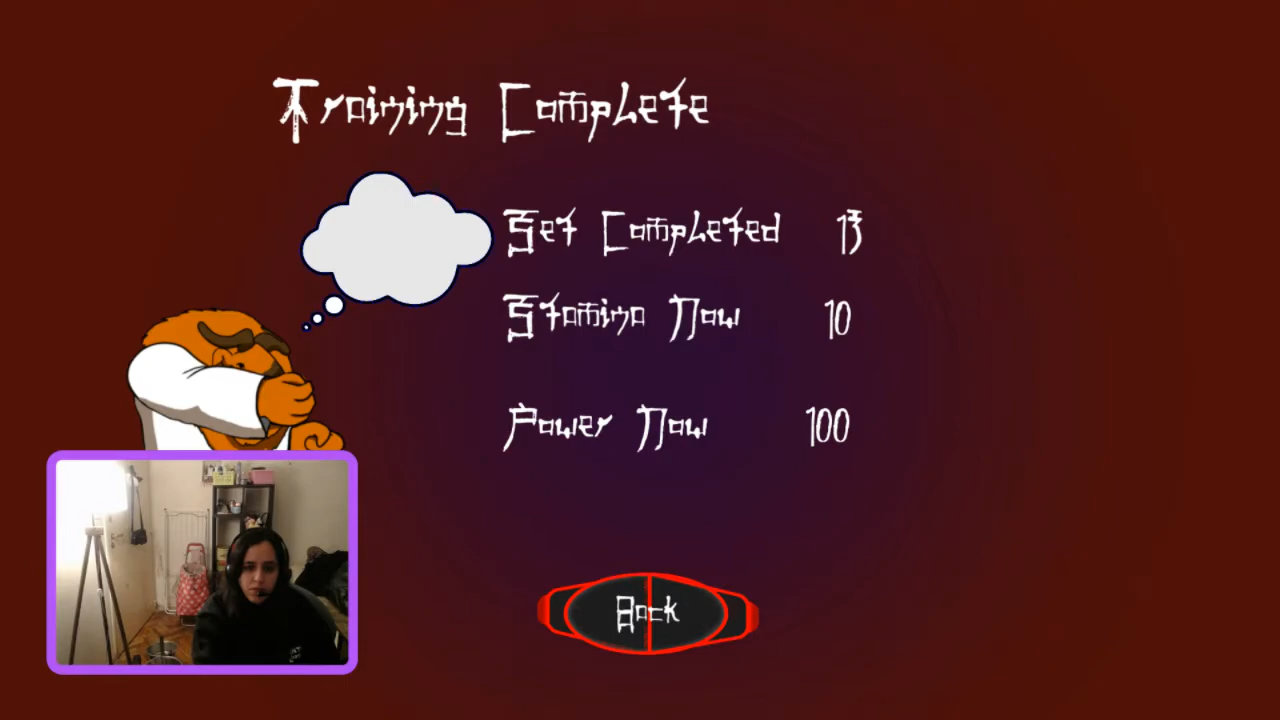 Training Complete
Set Completed 13
Stamina Now 10
Power Now 100
Back